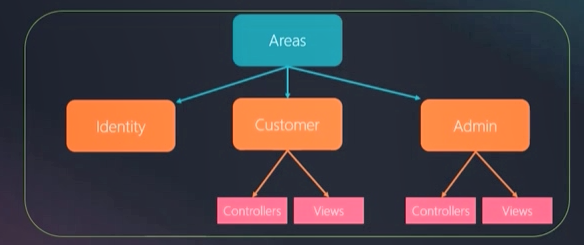 Areas
Identity
Customer
Admin
Controllers
Views
Controllers
Views